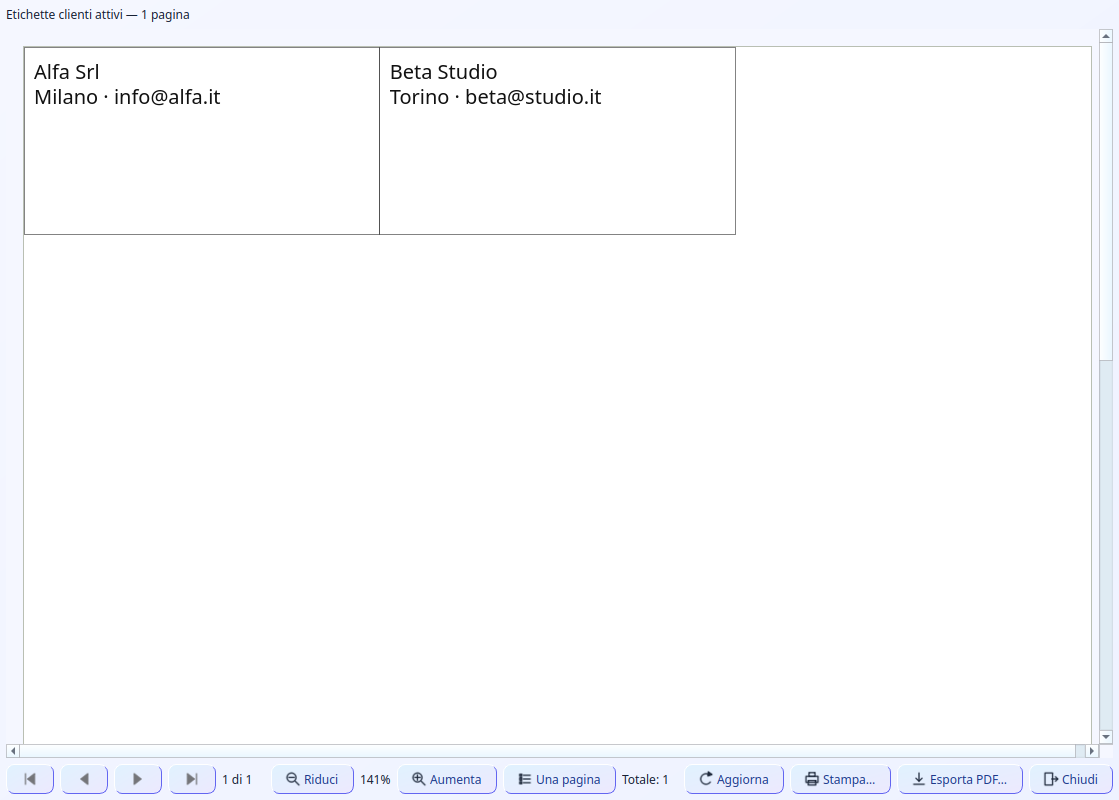 Etichette clienti attivi — 1 pagina
Alfa Srl
Milano · info@alfa.it
Beta Studio
Torino · beta@studio.it
1 di 1
Riduci
141%
Aumenta
Una pagina
Totale: 1
Aggiorna
Stampa...
Esporta PDF...
Chiudi